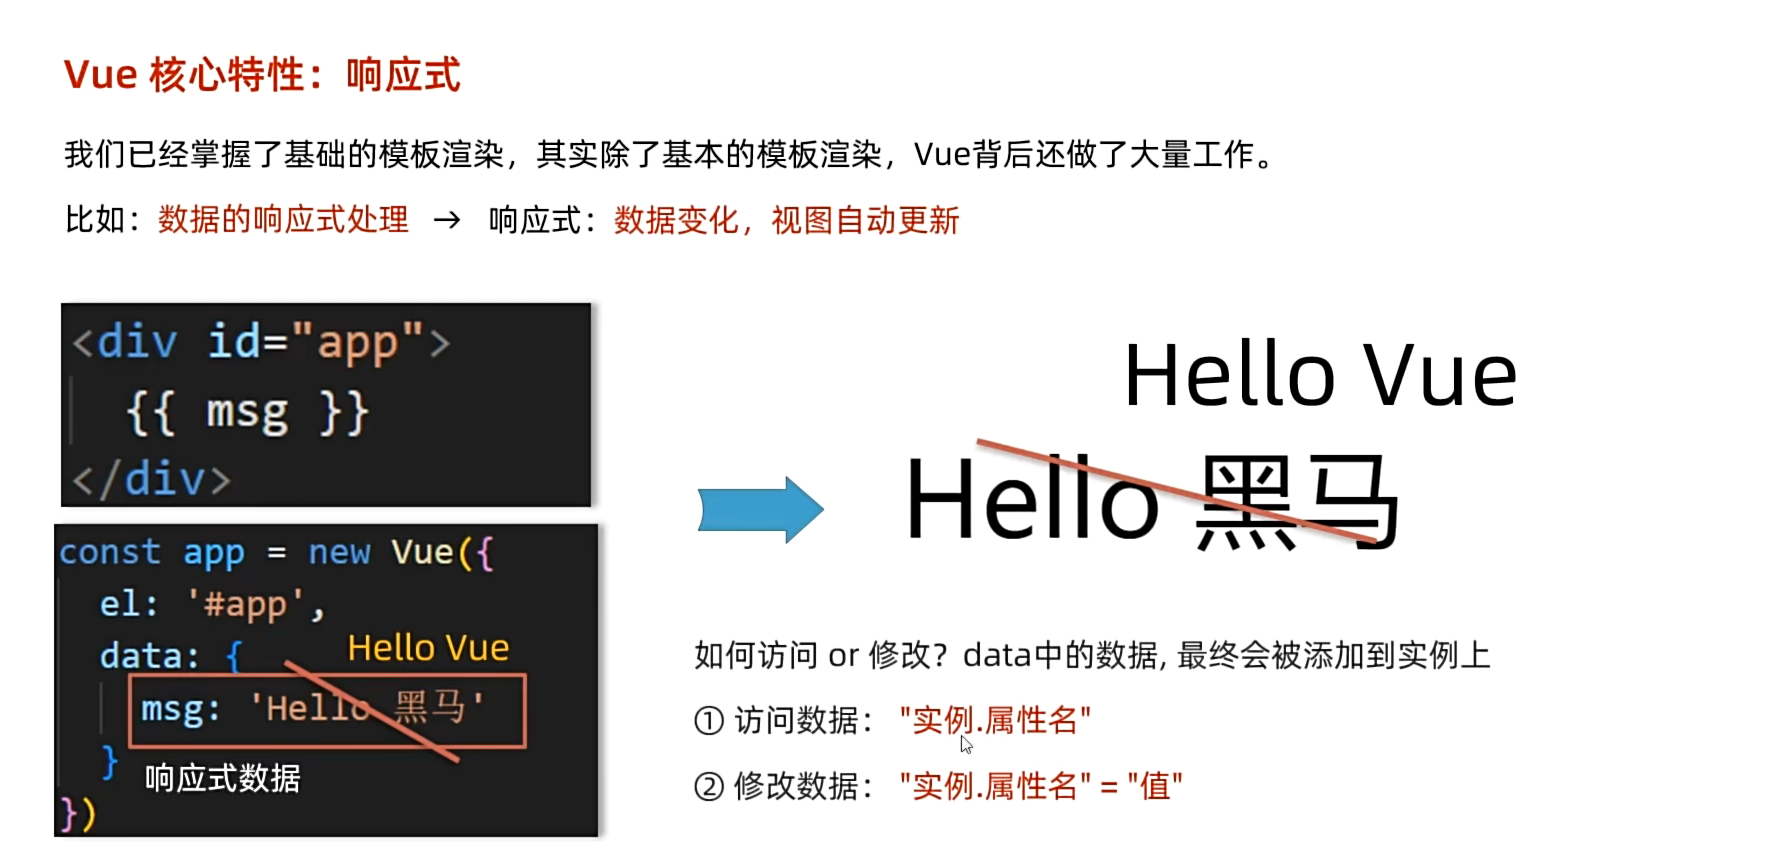 Vue 核心特性：响应式
我们已经掌握了基础的模板渲染，其实除了基本的模板渲染，Vue背后还做了大量工作。
比如：数据的响应式处理 → 响应式：数据变化，视图自动更新
<div id="app">
{{ msg }}
</div>
const app = new Vue({
el: '#app',
data: {
Hello Vue
msg: 'Hello 黑马'
}
响应式数据
})
Hello Vue
Hello 黑马
如何访问 or 修改？data中的数据, 最终会被添加到实例上
① 访问数据： "实例.属性名"
② 修改数据： "实例.属性名" = "值"